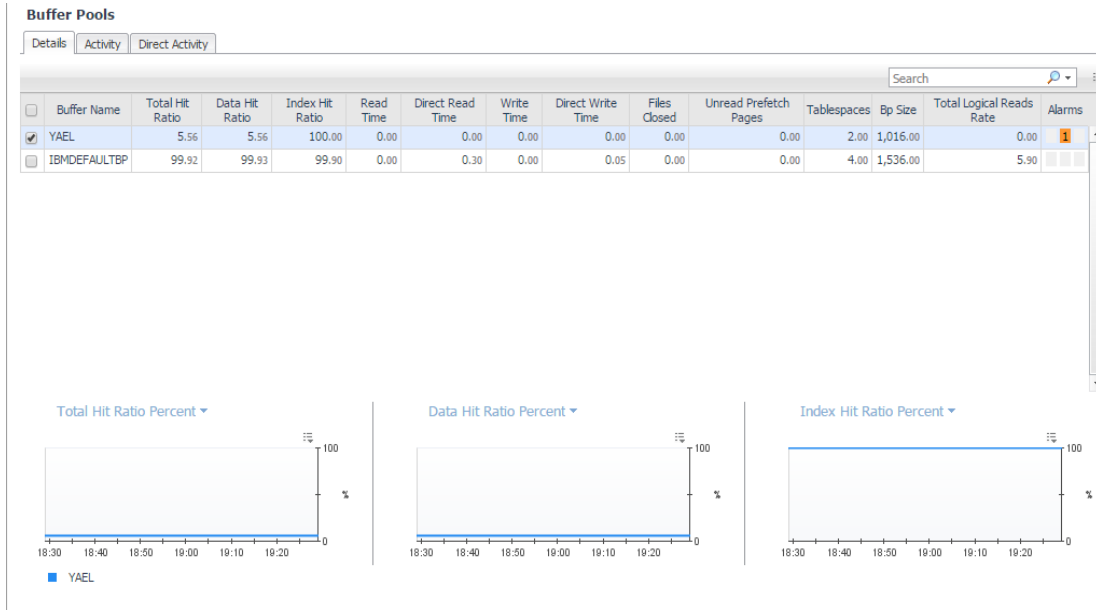 Buffer Pools
Details Activity Direct Activity
Search
Buffer Name Total Hit Ratio Data Hit Ratio Index Hit Ratio Read Time Direct Read Time Write Time Direct Write Time Files Closed Unread Prefetch Pages Tablespaces Bp Size Total Logical Reads Rate Alarms
YAEL 5.56 5.56 100.00 0.00 0.00 0.00 0.00 0.00 0.00 2.00 1,016.00 0.00 1
IBMDEFAULTBP 99.92 99.93 99.90 0.00 0.30 0.00 0.05 0.00 0.00 4.00 1,536.00 5.90
Total Hit Ratio Percent Data Hit Ratio Percent Index Hit Ratio Percent
100 100 100
% % %
0 0 0
18:30 18:40 18:50 19:00 19:10 19:20 18:30 18:40 18:50 19:00 19:10 19:20 18:30 18:40 18:50 19:00 19:10 19:20
YAEL